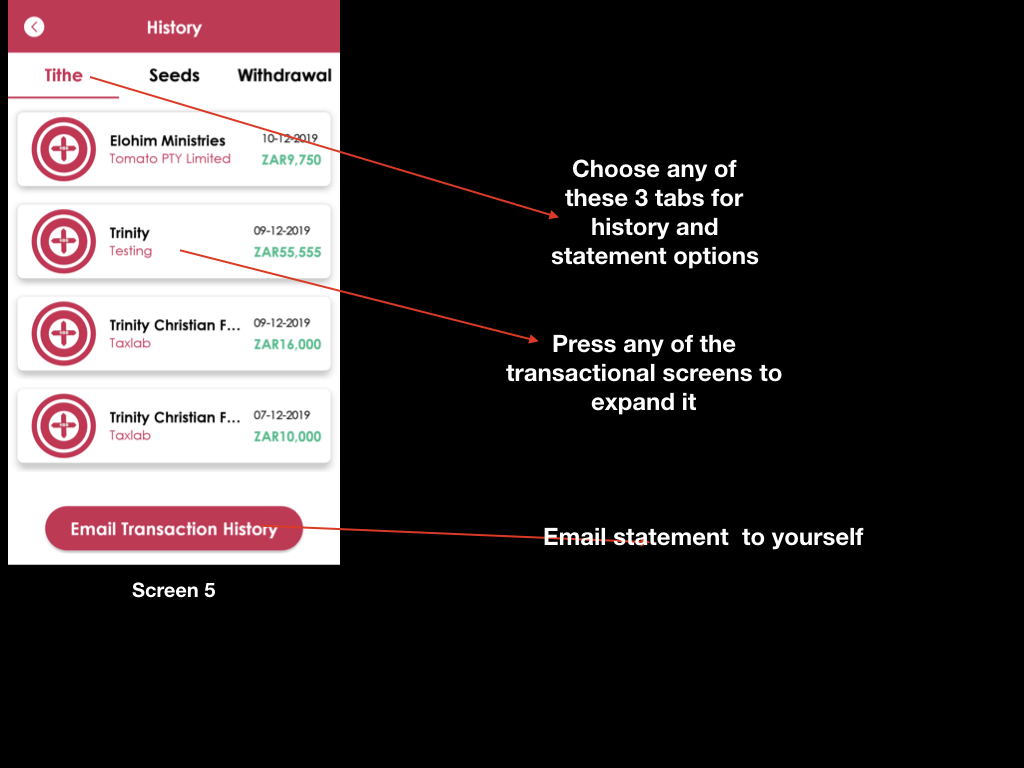 History
Tithe Seeds Withdrawal
Elohim Ministries 10-12-2019
Tomato PTY Limited ZAR9,750
Trinity 09-12-2019
Testing ZAR55,555
Trinity Christian F... 09-12-2019
Taxlab ZAR16,000
Trinity Christian F... 07-12-2019
Taxlab ZAR10,000
Email Transaction History
Screen 5
Choose any of
these 3 tabs for
history and
statement options
Press any of the
transactional screens to
expand it
Email statement to yourself